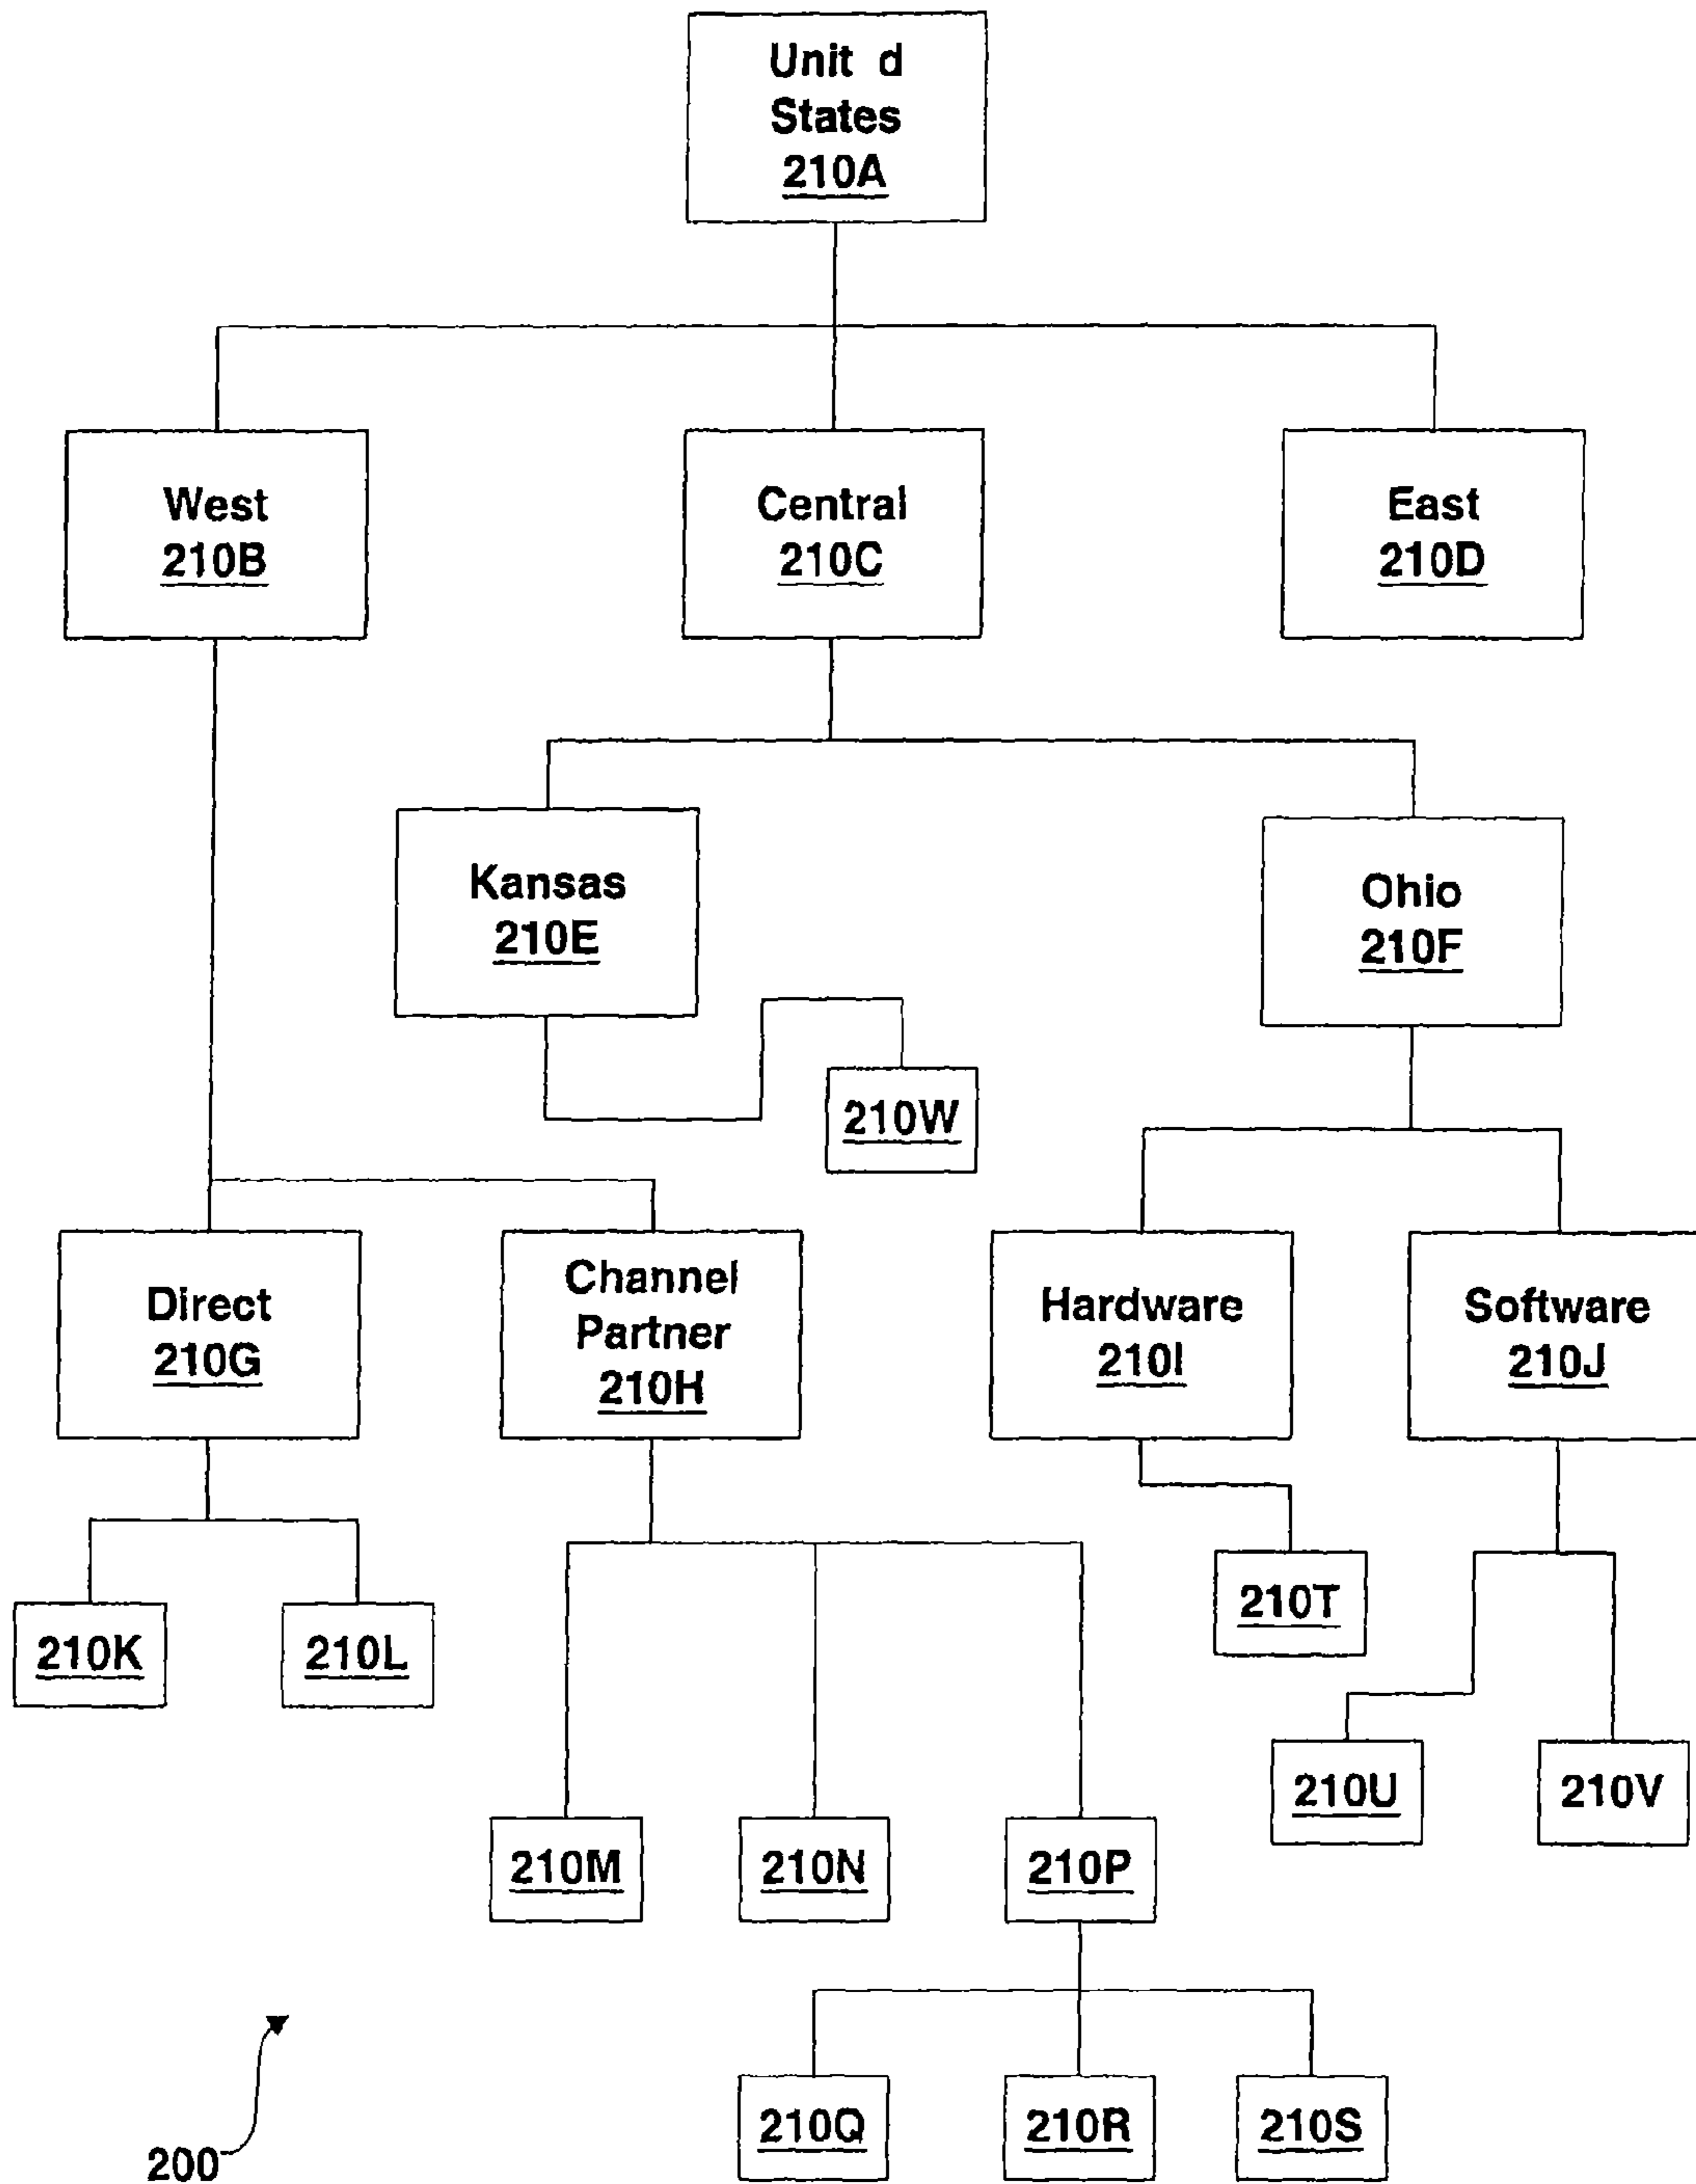 Unit d
States
210A
West
210B
Central
210C
East
210D
Kansas
210E
Ohio
210F
210W
Direct
210G
Channel
Partner
210H
Hardware
210I
Software
210J
210K
210L
210T
210U
210V
210M
210N
210P
210Q
210R
210S
200